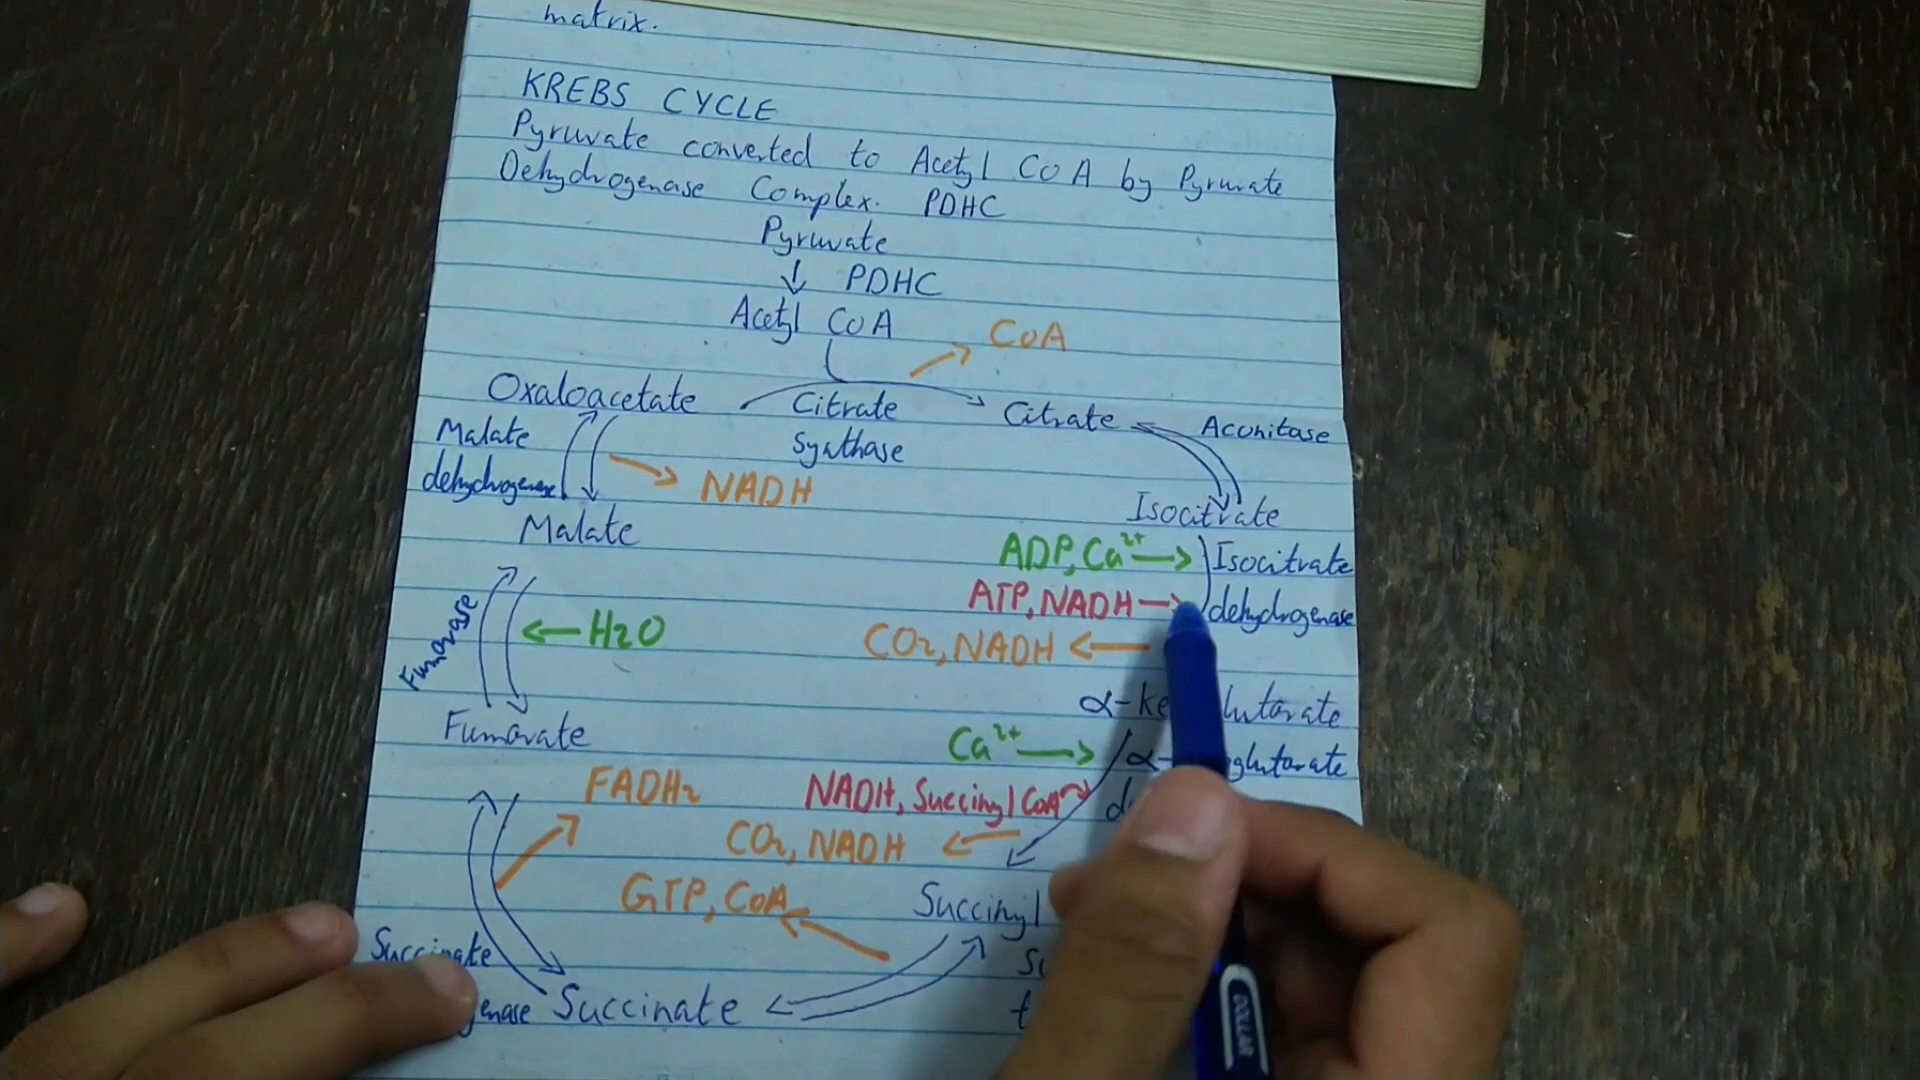 matrix.
KREBS CYCLE
Pyruvate converted to Acetyl CoA by Pyruvate
Dehydrogenase Complex. PDHC
Pyruvate
PDHC
Acetyl CoA
CoA
Oxaloacetate
Citrate
synthase
Citrate
Aconitase
Malate
dehydrogenase
NADH
Malate
Isocitrate
ADP, Ca²⁺
Isocitrate
ATP, NADH
dehydrogenase
CO₂, NADH
Fumarase
H₂O
Fumarate
Ca²⁺
FADH₂
NADH, Succinyl CoA
CO₂, NADH
GTP, CoA
Succinyl
Succinate
Succinate
DOLLAR